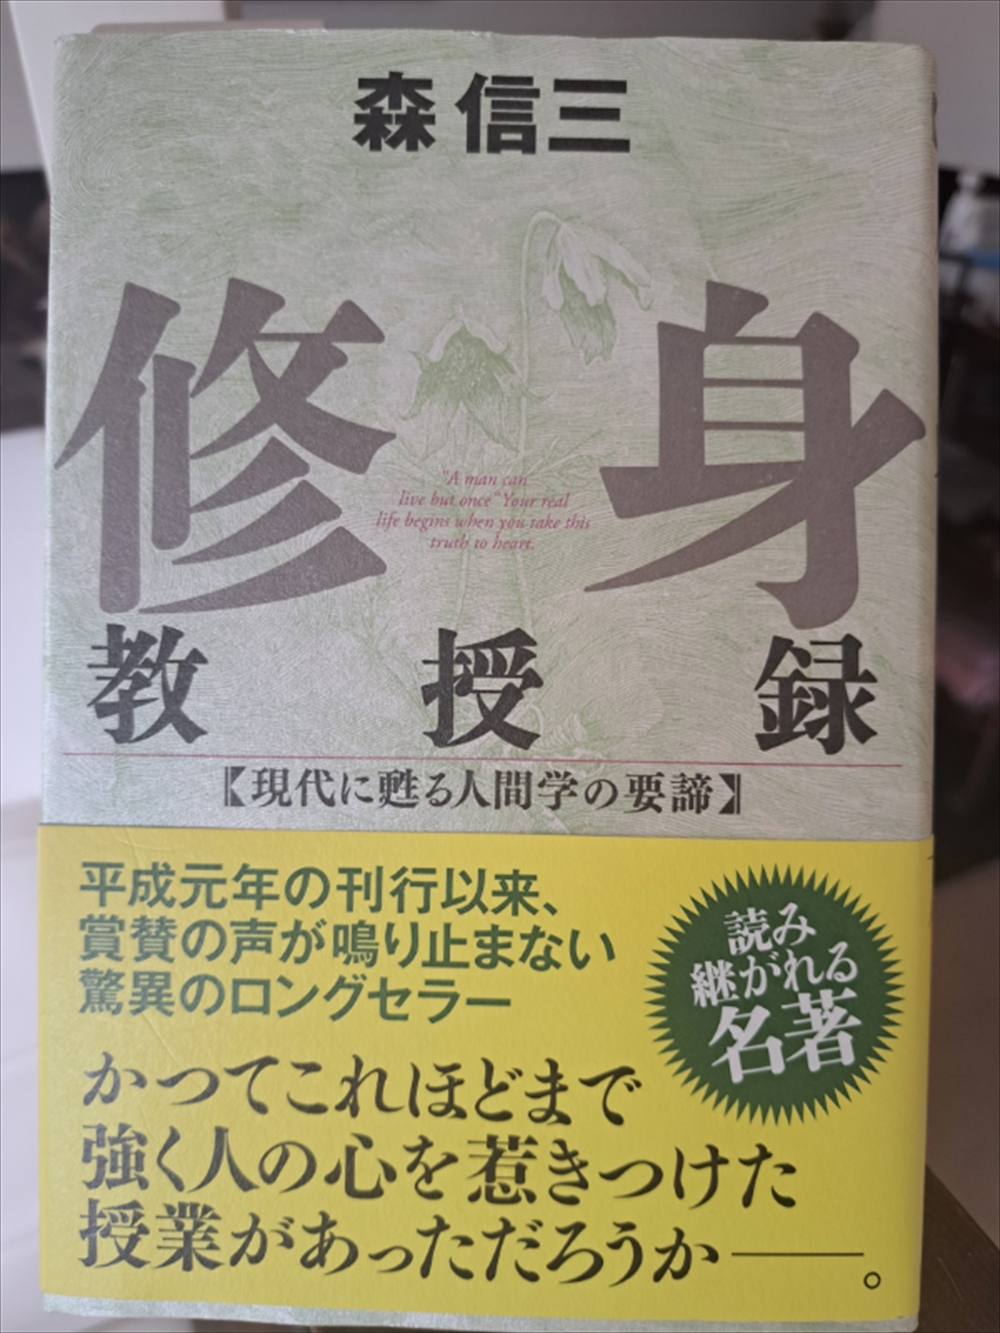 森信三
修身
"A man can
live but once" Your real
life begins when you take this
truth to heart.
教授録
【現代に甦る人間学の要諦】
平成元年の刊行以来、
賞賛の声が鳴り止まない
驚異のロングセラー
読み
継がれる
名著
かつてこれほどまで
強く人の心を惹きつけた
授業があっただろうか――。